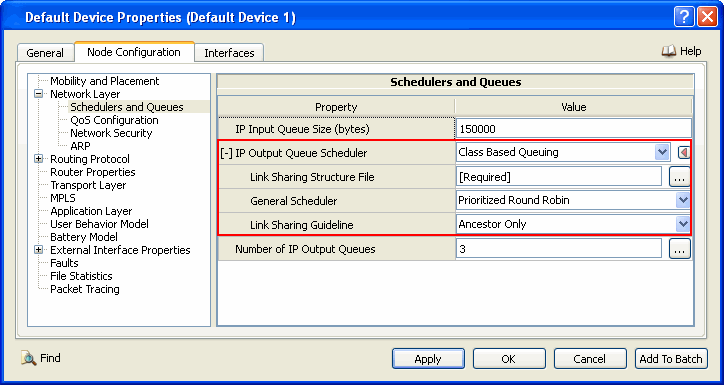 Default Device Properties (Default Device 1)
General
Node Configuration
Interfaces
Help
Mobility and Placement
Network Layer
Schedulers and Queues
QoS Configuration
Network Security
ARP
Routing Protocol
Router Properties
Transport Layer
MPLS
Application Layer
User Behavior Model
Battery Model
External Interface Properties
Faults
File Statistics
Packet Tracing
Schedulers and Queues
Property Value
IP Input Queue Size (bytes) 150000
[-] IP Output Queue Scheduler Class Based Queuing
Link Sharing Structure File [Required] ...
General Scheduler Prioritized Round Robin
Link Sharing Guideline Ancestor Only
Number of IP Output Queues 3 ...
Find
Apply
OK
Cancel
Add To Batch